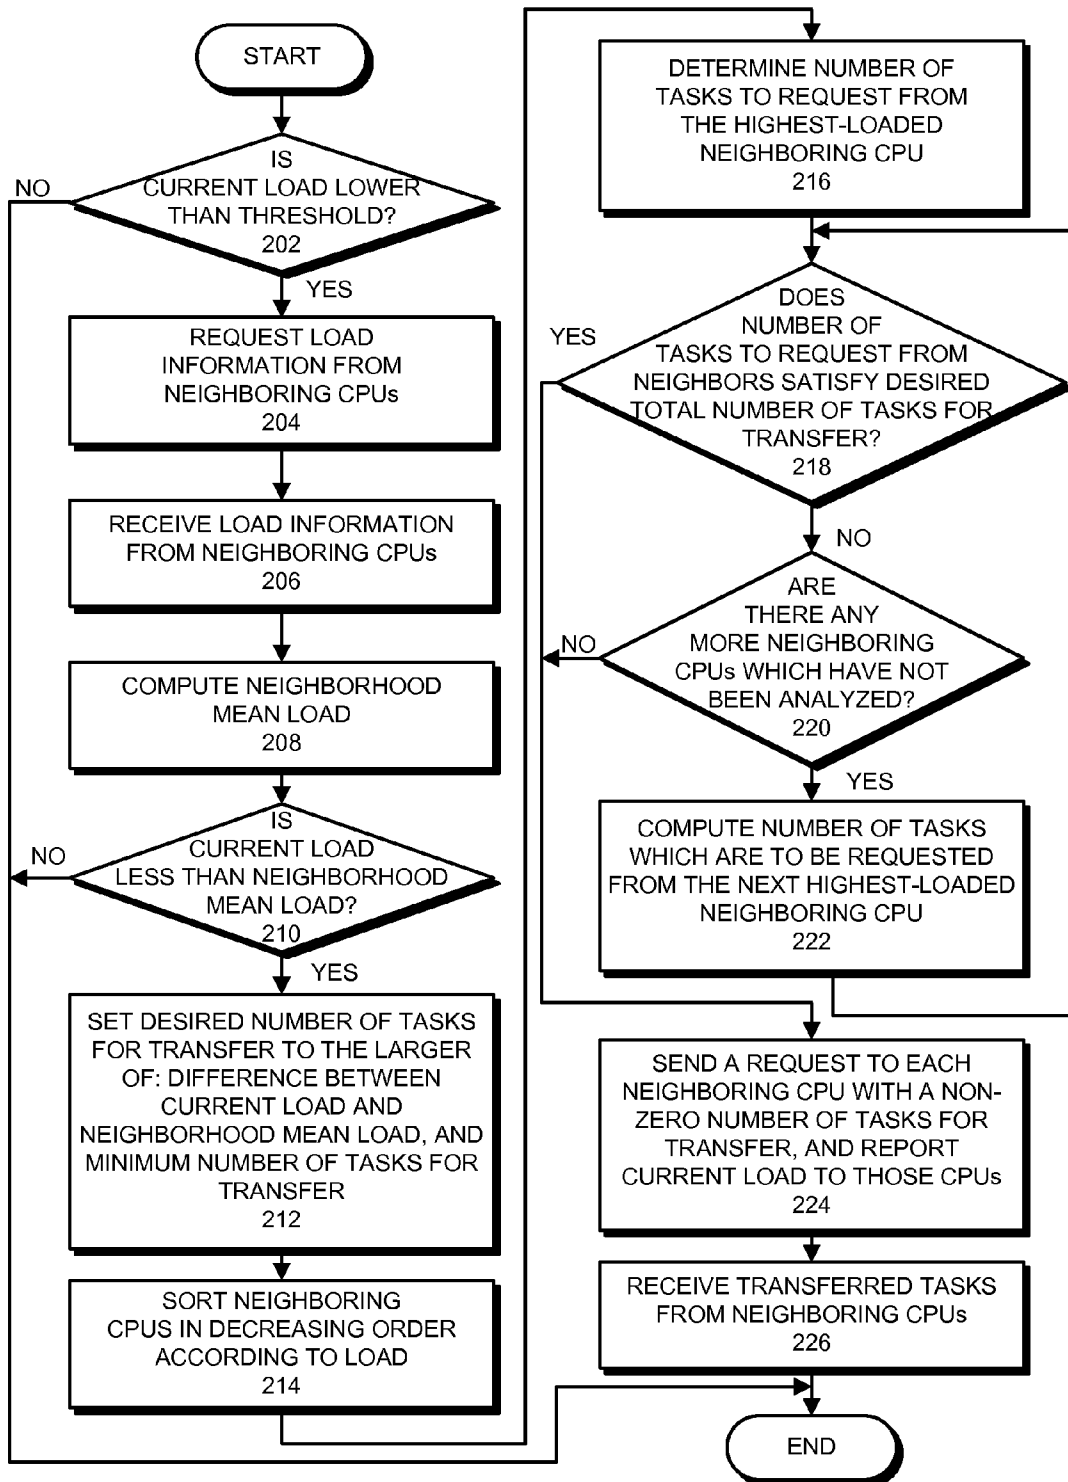 START
IS
CURRENT LOAD LOWER
THAN THRESHOLD?
202
NO
YES
REQUEST LOAD
INFORMATION FROM
NEIGHBORING CPUs
204
RECEIVE LOAD INFORMATION
FROM NEIGHBORING CPUs
206
COMPUTE NEIGHBORHOOD
MEAN LOAD
208
IS
CURRENT LOAD
LESS THAN NEIGHBORHOOD
MEAN LOAD?
210
NO
YES
SET DESIRED NUMBER OF TASKS
FOR TRANSFER TO THE LARGER
OF: DIFFERENCE BETWEEN
CURRENT LOAD AND
NEIGHBORHOOD MEAN LOAD, AND
MINIMUM NUMBER OF TASKS FOR
TRANSFER
212
SORT NEIGHBORING
CPUS IN DECREASING ORDER
ACCORDING TO LOAD
214
DETERMINE NUMBER OF
TASKS TO REQUEST FROM
THE HIGHEST-LOADED
NEIGHBORING CPU
216
DOES
NUMBER OF
TASKS TO REQUEST FROM
NEIGHBORS SATISFY DESIRED
TOTAL NUMBER OF TASKS FOR
TRANSFER?
218
YES
NO
ARE
THERE ANY
MORE NEIGHBORING
CPUs WHICH HAVE NOT
BEEN ANALYZED?
220
NO
YES
COMPUTE NUMBER OF TASKS
WHICH ARE TO BE REQUESTED
FROM THE NEXT HIGHEST-LOADED
NEIGHBORING CPU
222
SEND A REQUEST TO EACH
NEIGHBORING CPU WITH A NON-
ZERO NUMBER OF TASKS FOR
TRANSFER, AND REPORT
CURRENT LOAD TO THOSE CPUs
224
RECEIVE TRANSFERRED TASKS
FROM NEIGHBORING CPUs
226
END